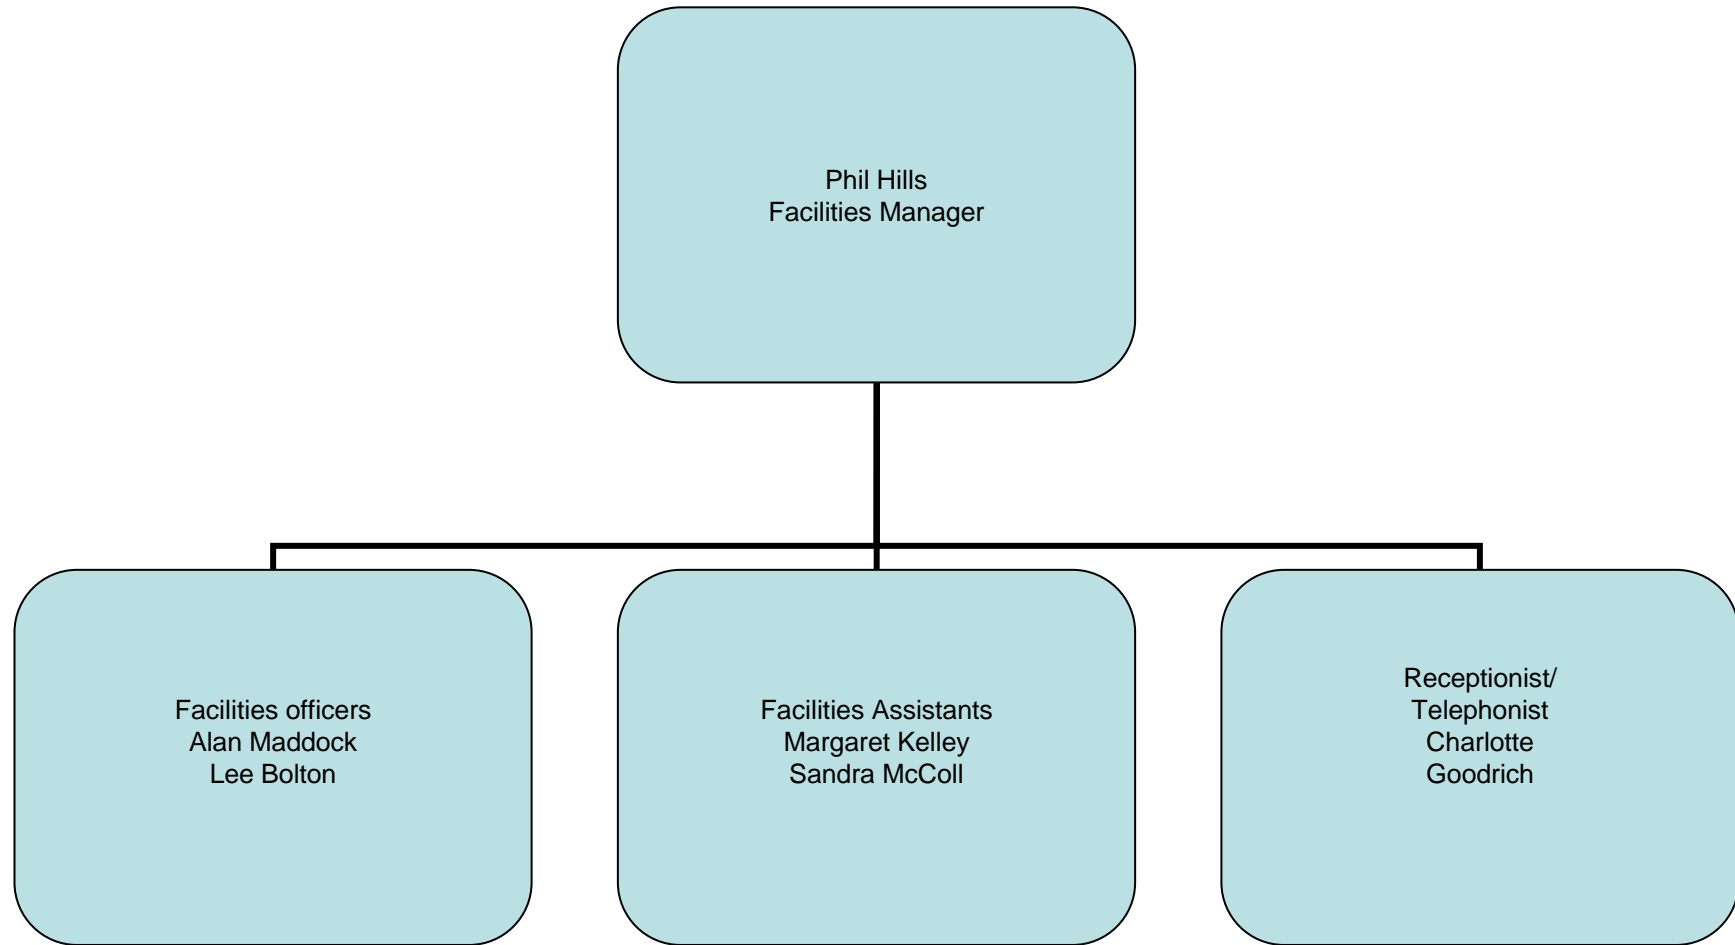 Phil Hills
Facilities Manager
Facilities officers
Alan Maddock
Lee Bolton
Facilities Assistants
Margaret Kelley
Sandra McColl
Receptionist/
Telephonist
Charlotte
Goodrich